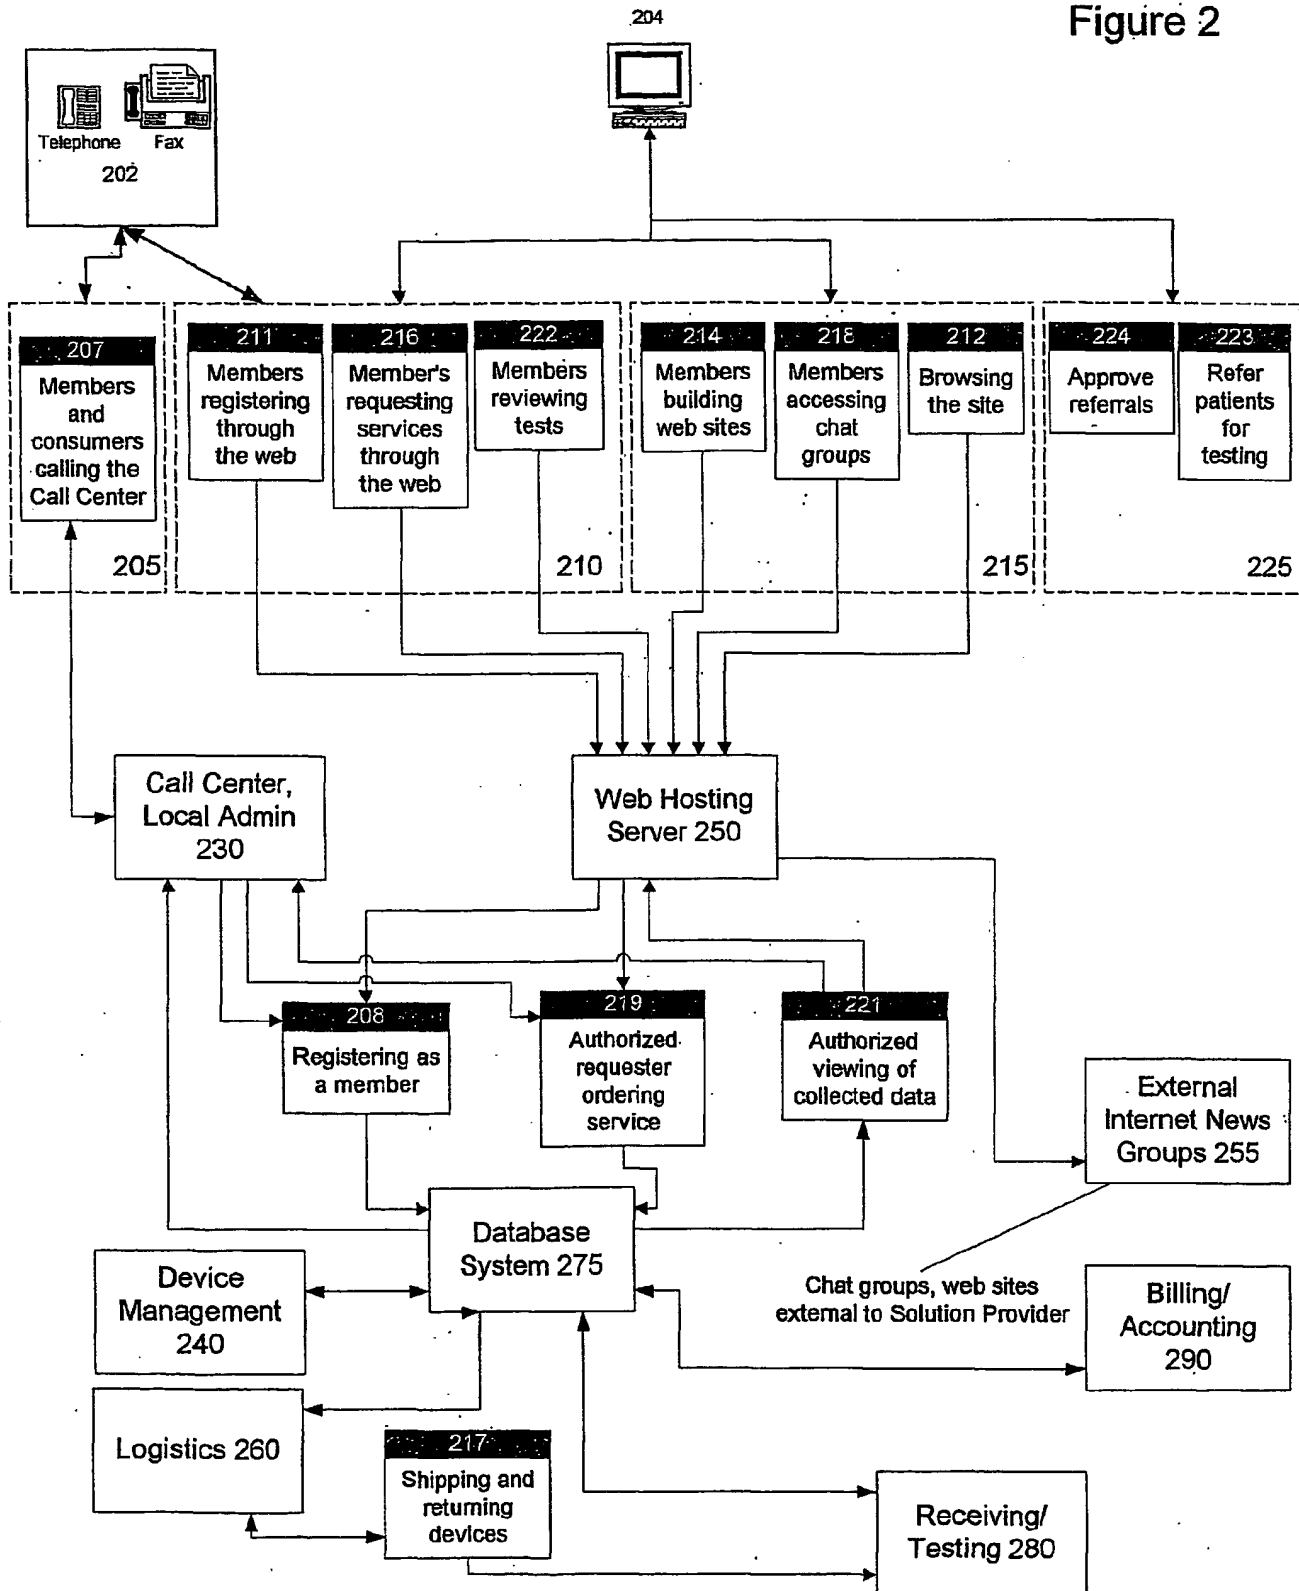 Figure 2
204
Telephone Fax
202
207
Members
and
consumers
calling the
Call Center
205
211
Members
registering
through
the web
216
Member's
requesting
services
through
the web
222
Members
reviewing
tests
210
214
Members
building
web sites
218
Members
accessing
chat
groups
212
Browsing
the site
215
224
Approve
referrals
223
Refer
patients
for
testing
225
Call Center,
Local Admin
230
Web Hosting
Server 250
208
Registering as
a member
219
Authorized
requester
ordering
service
221
Authorized
viewing of
collected data
External
Internet News
Groups 255
Database
System 275
Chat groups, web sites
external to Solution Provider
Device
Management
240
Billing/
Accounting
290
Logistics 260
217
Shipping and
returning
devices
Receiving/
Testing 280